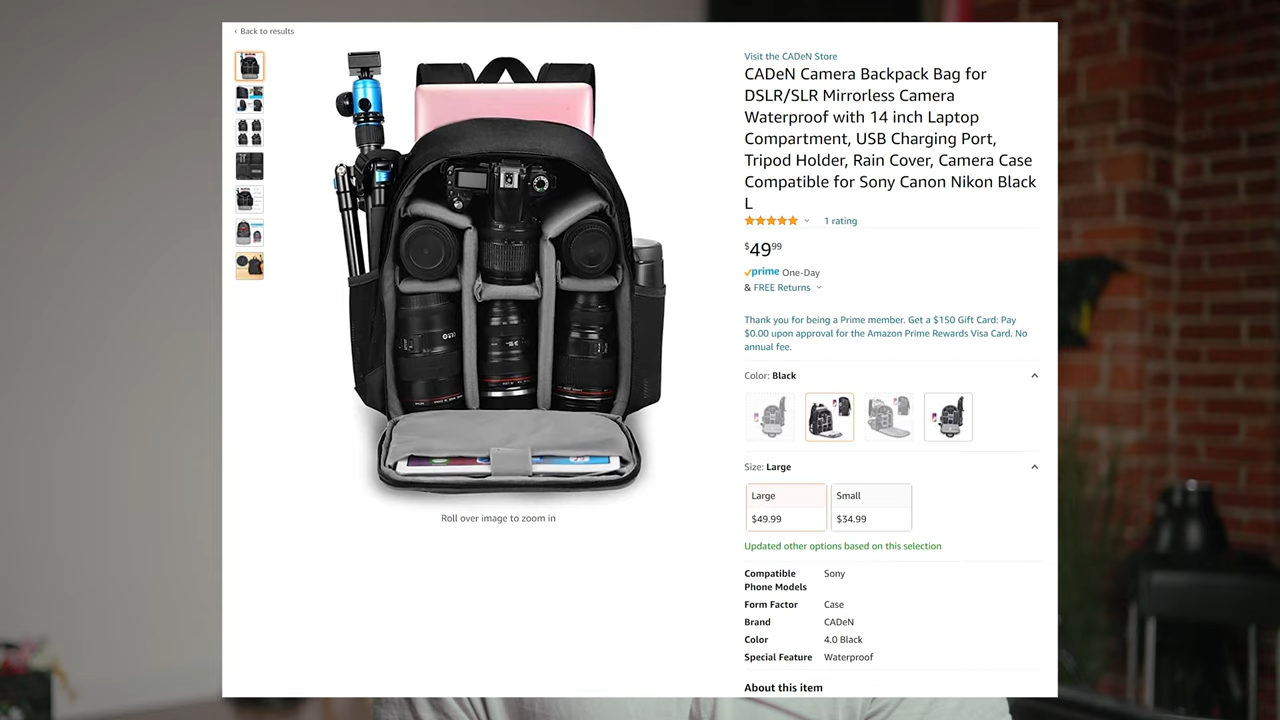 ‹ Back to results
Visit the CADeN Store
CADeN Camera Backpack Bag for
DSLR/SLR Mirrorless Camera
Waterproof with 14 inch Laptop
Compartment, USB Charging Port,
Tripod Holder, Rain Cover, Camera Case
Compatible for Sony Canon Nikon Black
L
1 rating
$49.99
prime One-Day
& FREE Returns
Thank you for being a Prime member. Get a $150 Gift Card: Pay
$0.00 upon approval for the Amazon Prime Rewards Visa Card. No
annual fee.
Color: Black
Size: Large
Large Small
$49.99 $34.99
Updated other options based on this selection
Compatible Sony
Phone Models
Form Factor Case
Brand CADeN
Color 4.0 Black
Special Feature Waterproof
About this item
Roll over image to zoom in